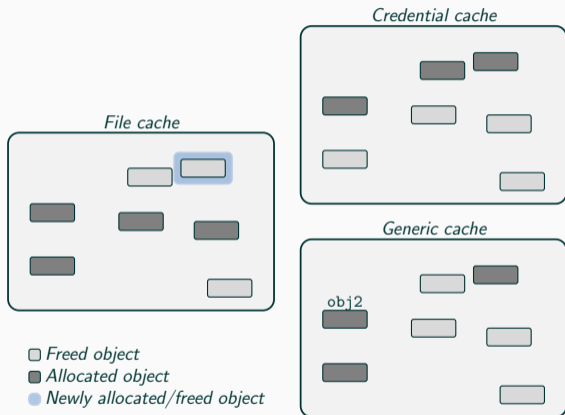 Credential cache
File cache
Generic cache
obj2
Freed object
Allocated object
Newly allocated/freed object